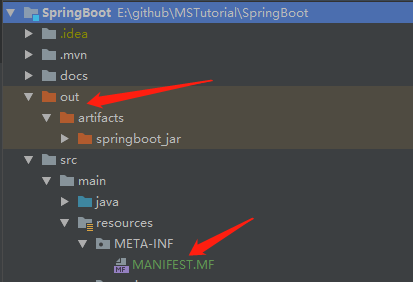 SpringBoot E:\github\MSTutorial\SpringBoot
.idea
.mvn
docs
out
artifacts
springboot_jar
src
main
java
resources
META-INF
MF MANIFEST.MF